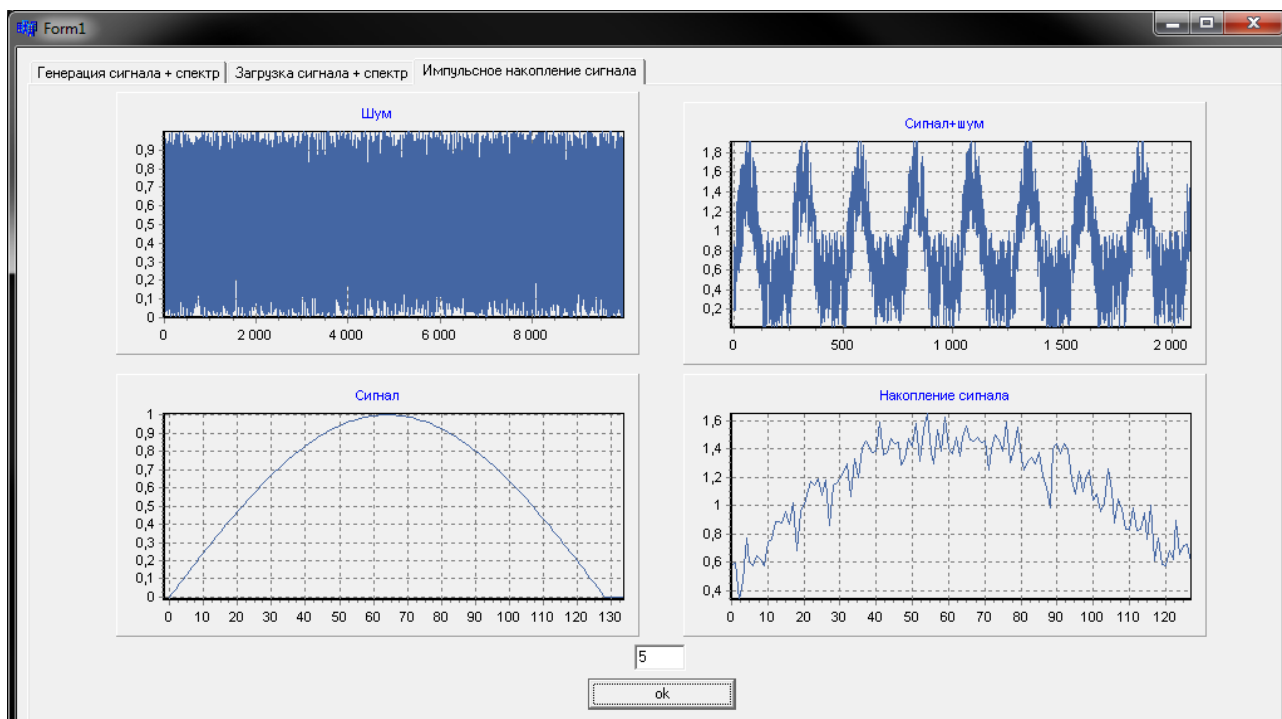 Form1
Генерация сигнала + спектр
Загрузка сигнала + спектр
Импульсное накопление сигнала
Шум
0,9
0,8
0,7
0,6
0,5
0,4
0,3
0,2
0,1
0
0 2 000 4 000 6 000 8 000
Сигнал+шум
1,8
1,6
1,4
1,2
1
0,8
0,6
0,4
0,2
0 500 1 000 1 500 2 000
Сигнал
1
0,9
0,8
0,7
0,6
0,5
0,4
0,3
0,2
0,1
0
0 10 20 30 40 50 60 70 80 90 100 110 120 130
Накопление сигнала
1,6
1,4
1,2
1
0,8
0,6
0,4
0 10 20 30 40 50 60 70 80 90 100 110 120
5
ok